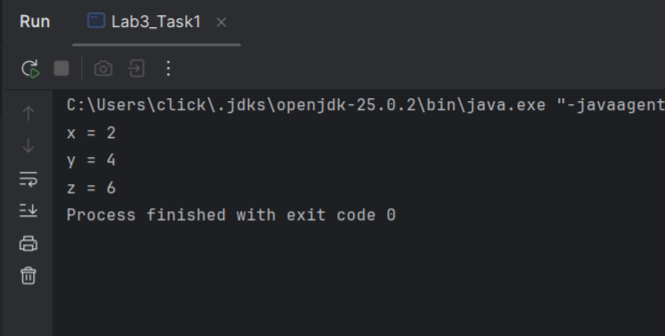 Run Lab3_Task1
C:\Users\click\.jdks\openjdk-25.0.2\bin\java.exe "-javaagent
x = 2
y = 4
z = 6
Process finished with exit code 0